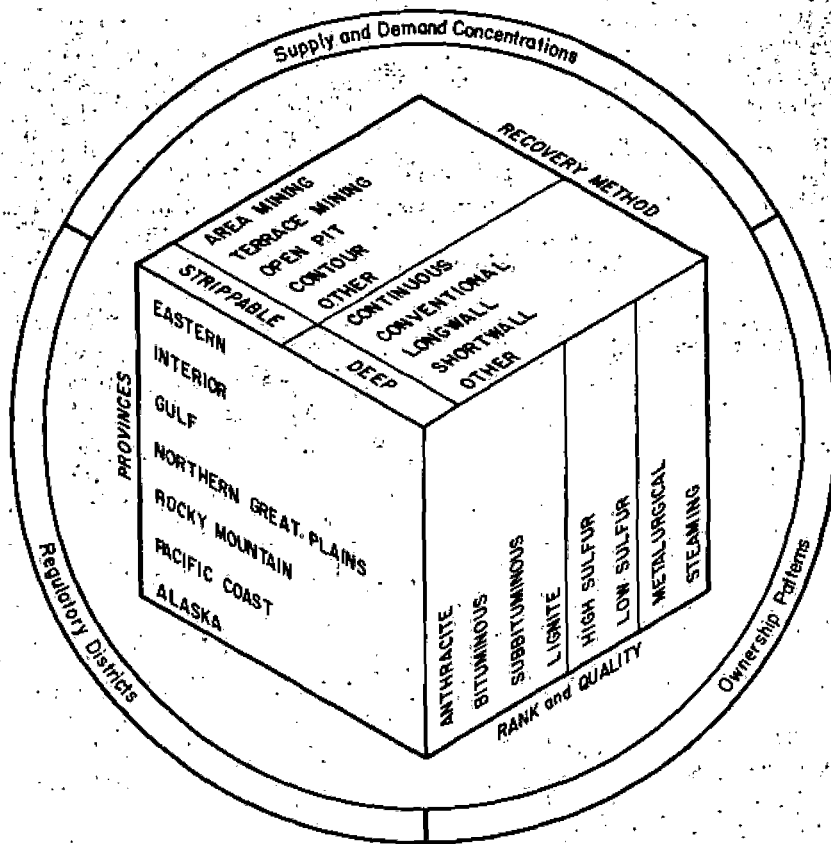 Supply and Demand Concentrations
RECOVERY METHOD
AREA MINING
TERRACE MINING
OPEN PIT
CONTOUR
OTHER
STRIPPABLE
CONTINUOUS
CONVENTIONAL
LONGWALL
SHORTWALL
OTHER
DEEP
PROVINCES
EASTERN
INTERIOR
GULF
NORTHERN GREAT PLAINS
ROCKY MOUNTAIN
PACIFIC COAST
ALASKA
ANTHRACITE
BITUMINOUS
SUBBITUMINOUS
LIGNITE
HIGH SULFUR
LOW SULFUR
METALURGICAL
STEAMING
RANK and QUALITY
Regulatory Districts
Ownership Patterns